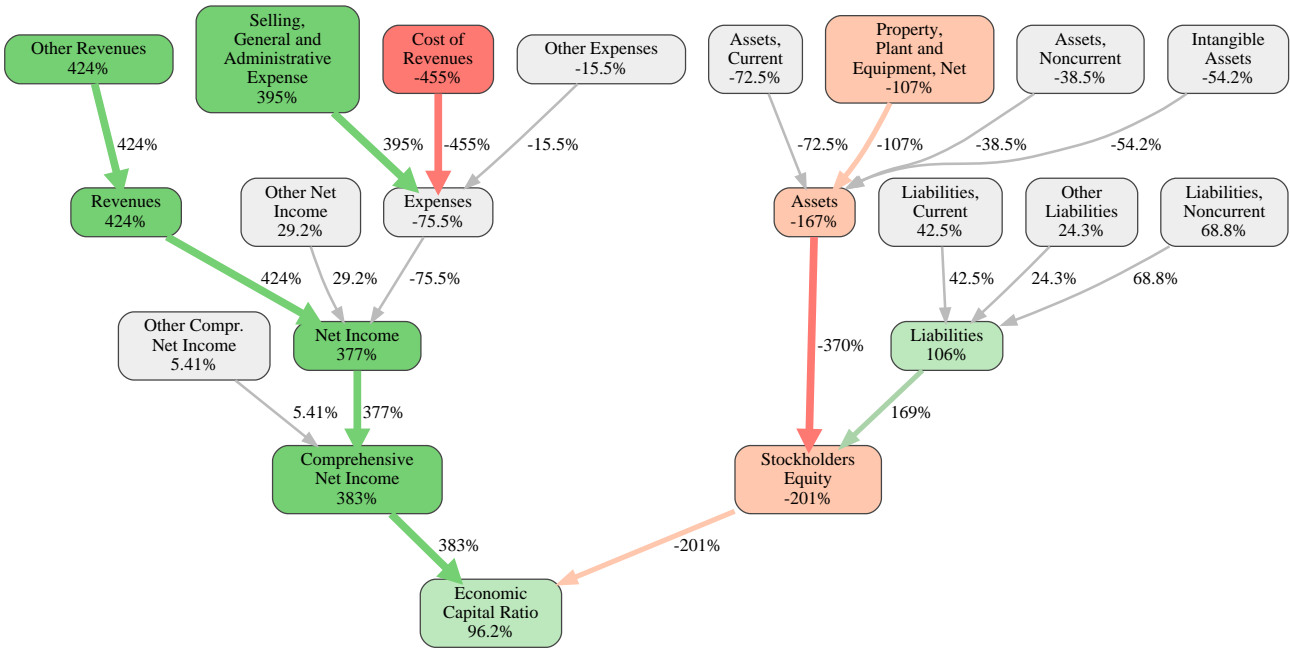 Other Revenues
424%
Selling,
General and
Administrative
Expense
395%
Cost of
Revenues
-455%
Other Expenses
-15.5%
Assets,
Current
-72.5%
Property,
Plant and
Equipment, Net
-107%
Assets,
Noncurrent
-38.5%
Intangible
Assets
-54.2%
424%
395%
-455%
-15.5%
-72.5%
-107%
-38.5%
-54.2%
Revenues
424%
Other Net
Income
29.2%
Expenses
-75.5%
Assets
-167%
Liabilities,
Current
42.5%
Other
Liabilities
24.3%
Liabilities,
Noncurrent
68.8%
424%
29.2%
-75.5%
-370%
42.5%
24.3%
68.8%
Other Compr.
Net Income
5.41%
Net Income
377%
Liabilities
106%
5.41%
377%
169%
Comprehensive
Net Income
383%
Stockholders
Equity
-201%
383%
-201%
Economic
Capital Ratio
96.2%